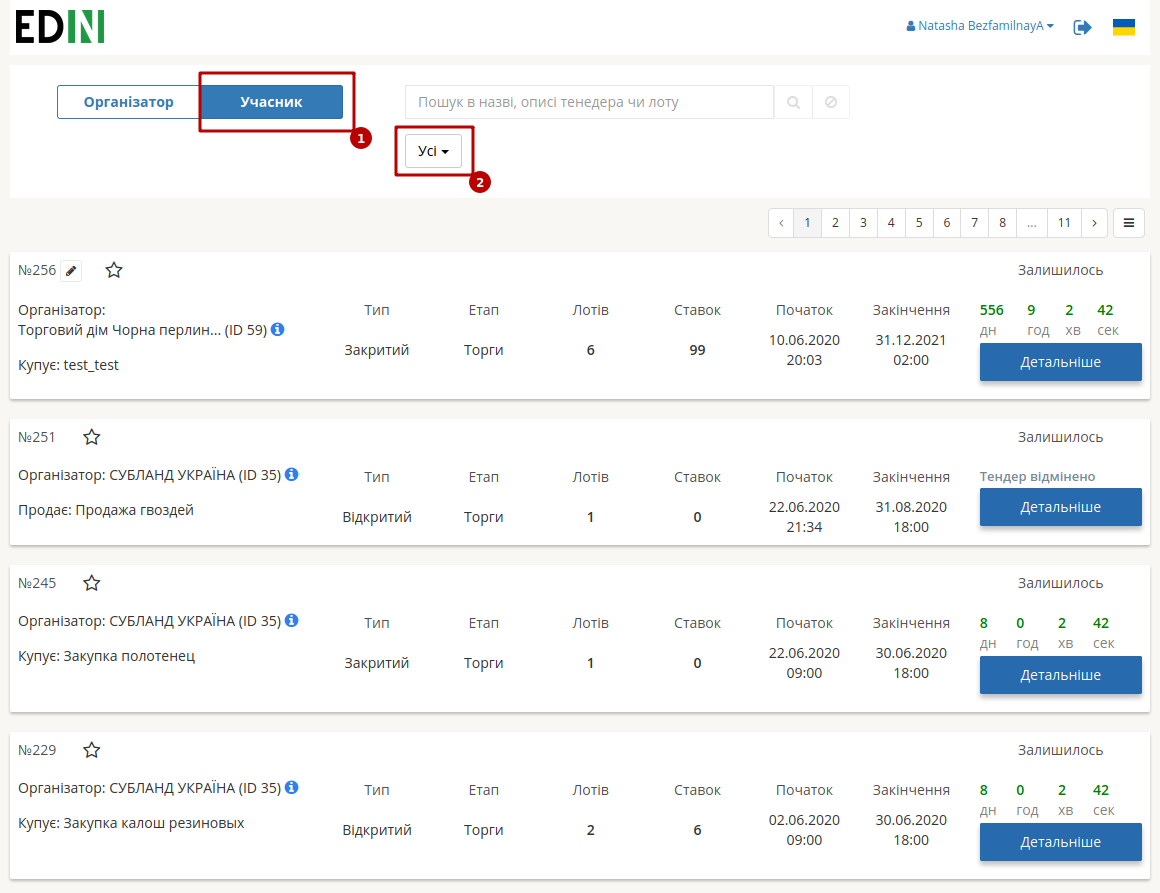 EDIN
Natasha BezfamilnayA
Організатор
Учасник
Пошук в назві, описі тенедера чи лоту
1
Усі
2
‹ 1 2 3 4 5 6 7 8 ... 11 ›
№256 Залишилось
Організатор: Тип Етап Лотів Ставок Початок Закінчення 556 9 2 42
Торговий дім Чорна перлин... (ID 59) дн год хв сек
Закритий Торги 6 99 10.06.2020 31.12.2021
20:03 02:00
Купує: test_test Детальніше
№251 Залишилось
Організатор: СУБЛАНД УКРАЇНА (ID 35) Тип Етап Лотів Ставок Початок Закінчення Тендер відмінено
Продає: Продажа гвоздей Відкритий Торги 1 0 22.06.2020 31.08.2020 Детальніше
21:34 18:00
№245 Залишилось
Організатор: СУБЛАНД УКРАЇНА (ID 35) Тип Етап Лотів Ставок Початок Закінчення 8 0 2 42
дн год хв сек
Купує: Закупка полотенец Закритий Торги 1 0 22.06.2020 30.06.2020
09:00 18:00 Детальніше
№229 Залишилось
Організатор: СУБЛАНД УКРАЇНА (ID 35) Тип Етап Лотів Ставок Початок Закінчення 8 0 2 42
дн год хв сек
Купує: Закупка калош резиновых Відкритий Торги 2 6 02.06.2020 30.06.2020
09:00 18:00 Детальніше